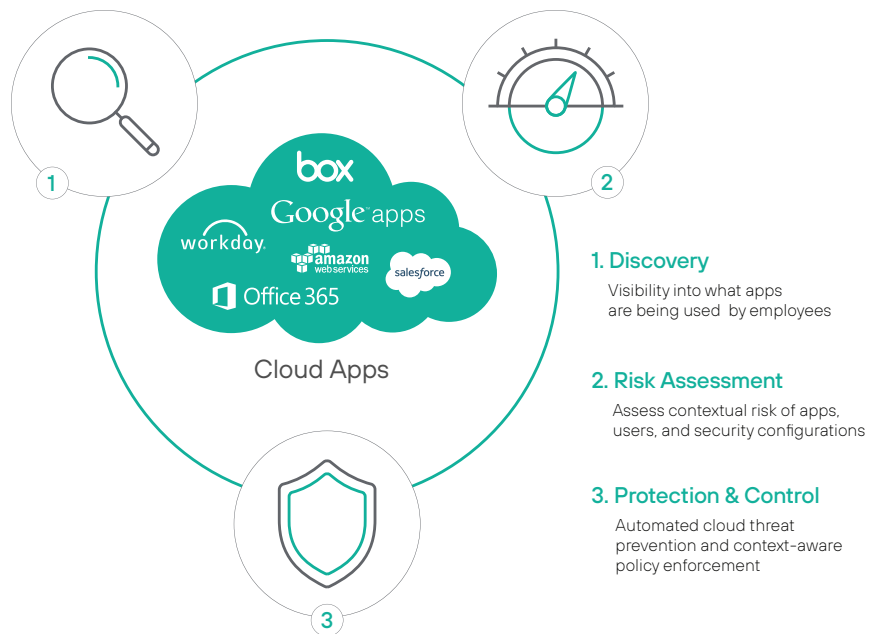 1
2
box
Google™ apps
workday.
amazon
web services
salesforce
Office 365
Cloud Apps
3
1. Discovery
Visibility into what apps
are being used by employees
2. Risk Assessment
Assess contextual risk of apps,
users, and security configurations
3. Protection & Control
Automated cloud threat
prevention and context-aware
policy enforcement